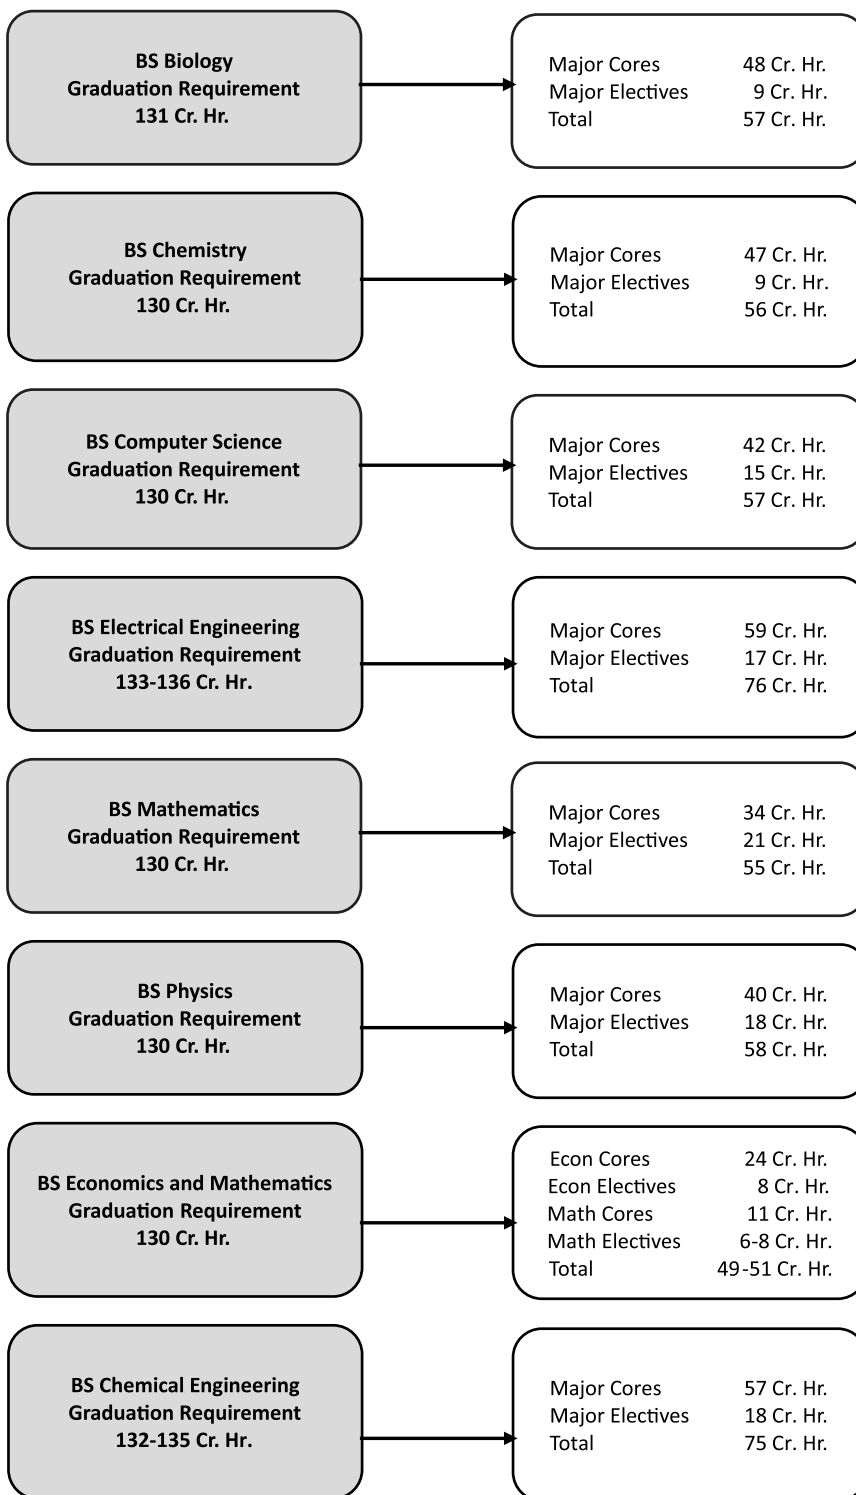 BS Biology
Graduation Requirement
131 Cr. Hr.
Major Cores 48 Cr. Hr.
Major Electives 9 Cr. Hr.
Total 57 Cr. Hr.
BS Chemistry
Graduation Requirement
130 Cr. Hr.
Major Cores 47 Cr. Hr.
Major Electives 9 Cr. Hr.
Total 56 Cr. Hr.
BS Computer Science
Graduation Requirement
130 Cr. Hr.
Major Cores 42 Cr. Hr.
Major Electives 15 Cr. Hr.
Total 57 Cr. Hr.
BS Electrical Engineering
Graduation Requirement
133-136 Cr. Hr.
Major Cores 59 Cr. Hr.
Major Electives 17 Cr. Hr.
Total 76 Cr. Hr.
BS Mathematics
Graduation Requirement
130 Cr. Hr.
Major Cores 34 Cr. Hr.
Major Electives 21 Cr. Hr.
Total 55 Cr. Hr.
BS Physics
Graduation Requirement
130 Cr. Hr.
Major Cores 40 Cr. Hr.
Major Electives 18 Cr. Hr.
Total 58 Cr. Hr.
BS Economics and Mathematics
Graduation Requirement
130 Cr. Hr.
Econ Cores 24 Cr. Hr.
Econ Electives 8 Cr. Hr.
Math Cores 11 Cr. Hr.
Math Electives 6-8 Cr. Hr.
Total 49-51 Cr. Hr.
BS Chemical Engineering
Graduation Requirement
132-135 Cr. Hr.
Major Cores 57 Cr. Hr.
Major Electives 18 Cr. Hr.
Total 75 Cr. Hr.